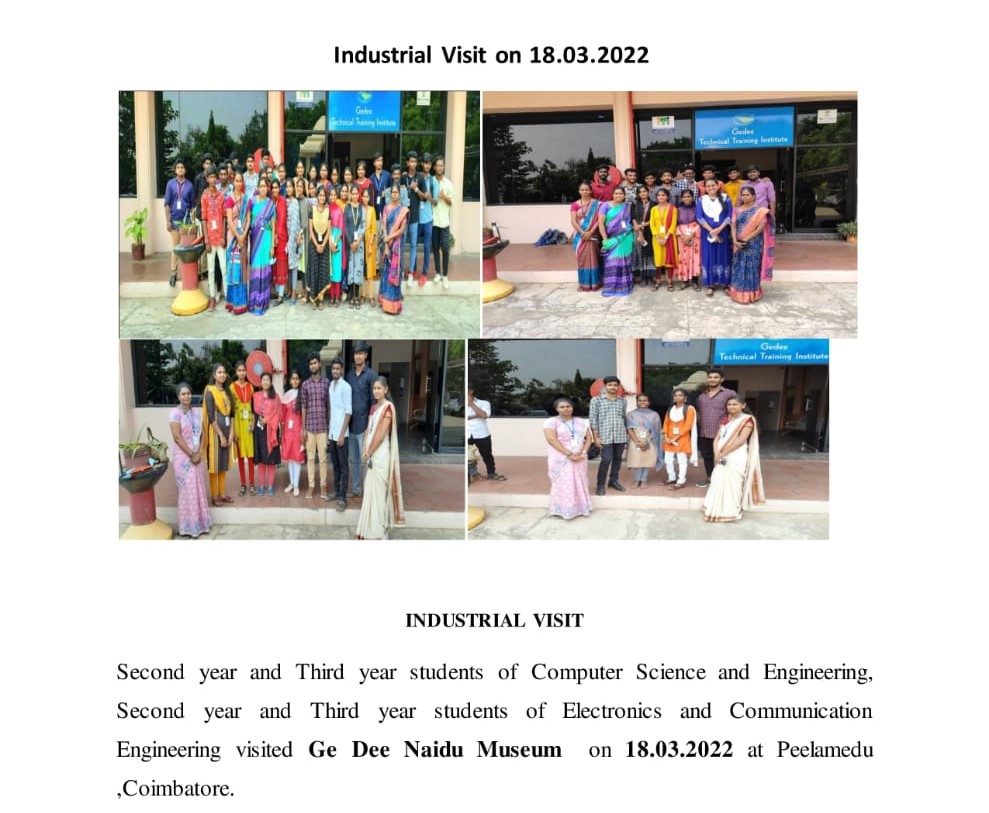 Industrial Visit on 18.03.2022
Gedee
Technical Training Institute
Gedee
Technical Training Institute
Gedee
Technical Training Institute
INDUSTRIAL VISIT
Second year and Third year students of Computer Science and Engineering,
Second year and Third year students of Electronics and Communication
Engineering visited Ge Dee Naidu Museum on 18.03.2022 at Peelamedu
,Coimbatore.